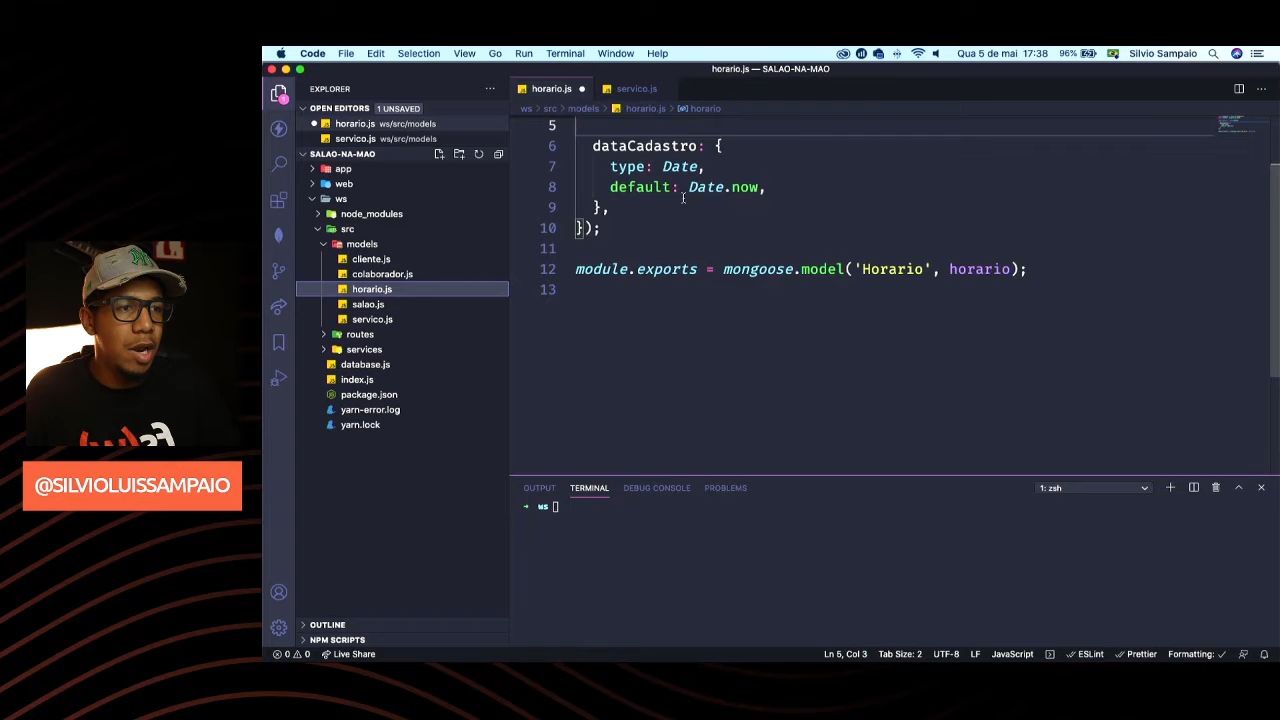 Code File Edit Selection View Go Run Terminal Window Help
96% Qua 5 de mai 17:38 Silvio Sampaio
horario.js — SALAO-NA-MAO
EXPLORER
OPEN EDITORS 1 UNSAVED
horario.js ws/src/models
servico.js ws/src/models
SALAO-NA-MAO
app
web
ws
node_modules
src
models
cliente.js
colaborador.js
horario.js
salao.js
servico.js
routes
services
database.js
index.js
package.json
yarn-error.log
yarn.lock
OUTLINE
NPM SCRIPTS
horario.js servico.js
ws > src > models > horario.js > horario
5
6 dataCadastro: {
7 type: Date,
8 default: Date.now,
9 },
10 });
11
12 module.exports = mongoose.model('Horario', horario);
13
OUTPUT TERMINAL DEBUG CONSOLE PROBLEMS 1: zsh
→ ws
0 0 Live Share Ln 5, Col 3 Tab Size: 2 UTF-8 LF JavaScript ESLint Prettier Formatting: ✓
@SILVIOLUISSAMPAIO